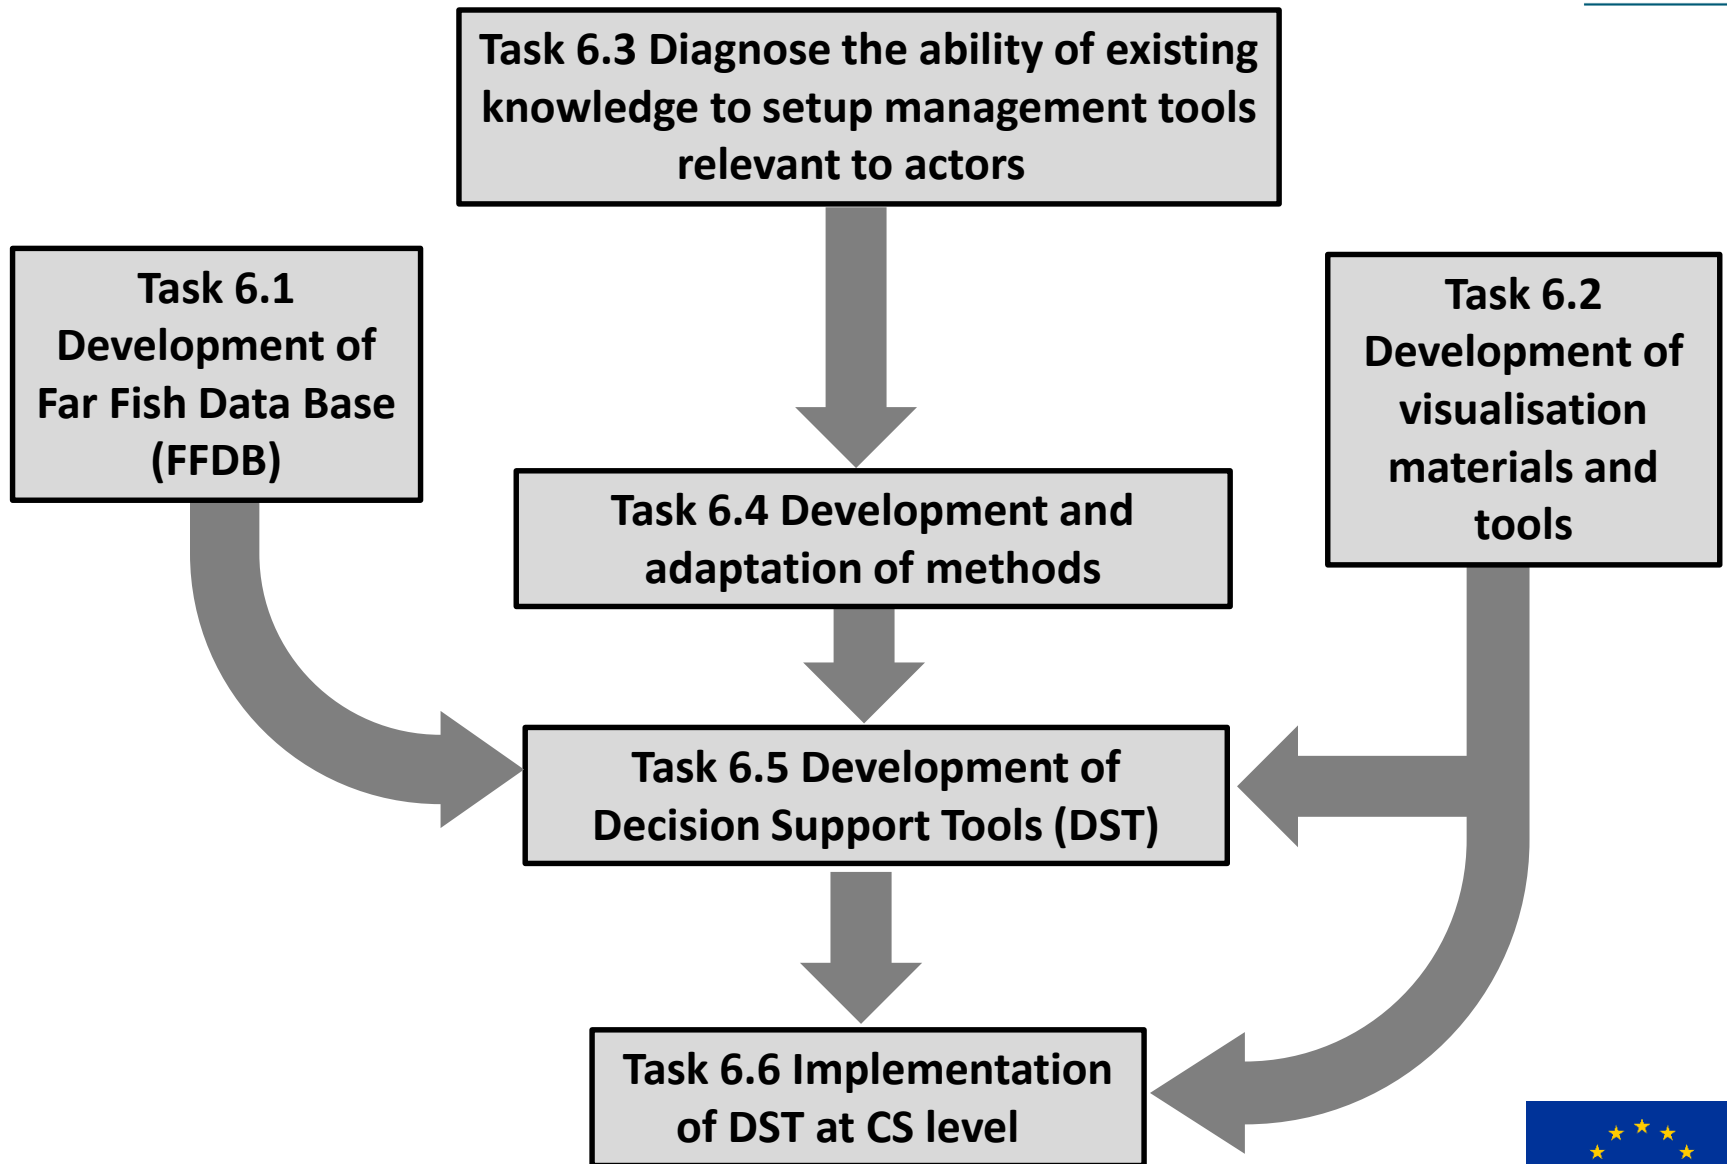 Task 6.3 Diagnose the ability of existing
knowledge to setup management tools
relevant to actors
Task 6.1
Development of
Far Fish Data Base
(FFDB)
Task 6.2
Development of
visualisation
materials and
tools
Task 6.4 Development and
adaptation of methods
Task 6.5 Development of
Decision Support Tools (DST)
Task 6.6 Implementation
of DST at CS level